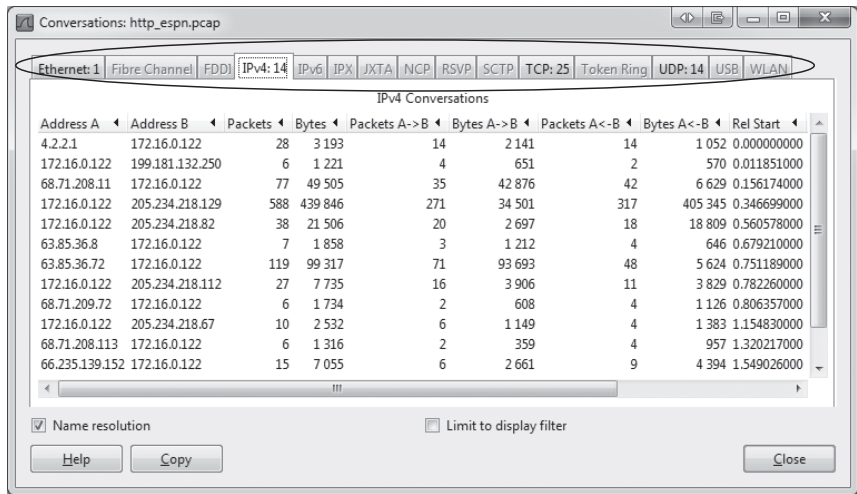 Conversations: http_espn.pcap
Ethernet: 1 Fibre Channel FDDI IPv4: 14 IPv6 IPX JXTA NCP RSVP SCTP TCP: 25 Token Ring UDP: 14 USB WLAN
IPv4 Conversations
Address A Address B Packets Bytes Packets A->B Bytes A->B Packets A<-B Bytes A<-B Rel Start
4.2.2.1 172.16.0.122 28 3 193 14 2 141 14 1 052 0.000000000
172.16.0.122 199.181.132.250 6 1 221 4 651 2 570 0.011851000
68.71.208.11 172.16.0.122 77 49 505 35 42 876 42 6 629 0.156174000
172.16.0.122 205.234.218.129 588 439 846 271 34 501 317 405 345 0.346699000
172.16.0.122 205.234.218.82 38 21 506 20 2 697 18 18 809 0.560578000
63.85.36.8 172.16.0.122 7 1 858 3 1 212 4 646 0.679210000
63.85.36.72 172.16.0.122 119 99 317 71 93 693 48 5 624 0.751189000
172.16.0.122 205.234.218.112 27 7 735 16 3 906 11 3 829 0.782260000
68.71.209.72 172.16.0.122 6 1 734 2 608 4 1 126 0.806357000
172.16.0.122 205.234.218.67 10 2 532 6 1 149 4 1 383 1.154830000
68.71.208.113 172.16.0.122 6 1 316 2 359 4 957 1.320217000
66.235.139.152 172.16.0.122 15 7 055 6 2 661 9 4 394 1.549026000
Name resolution Limit to display filter
Help Copy Close